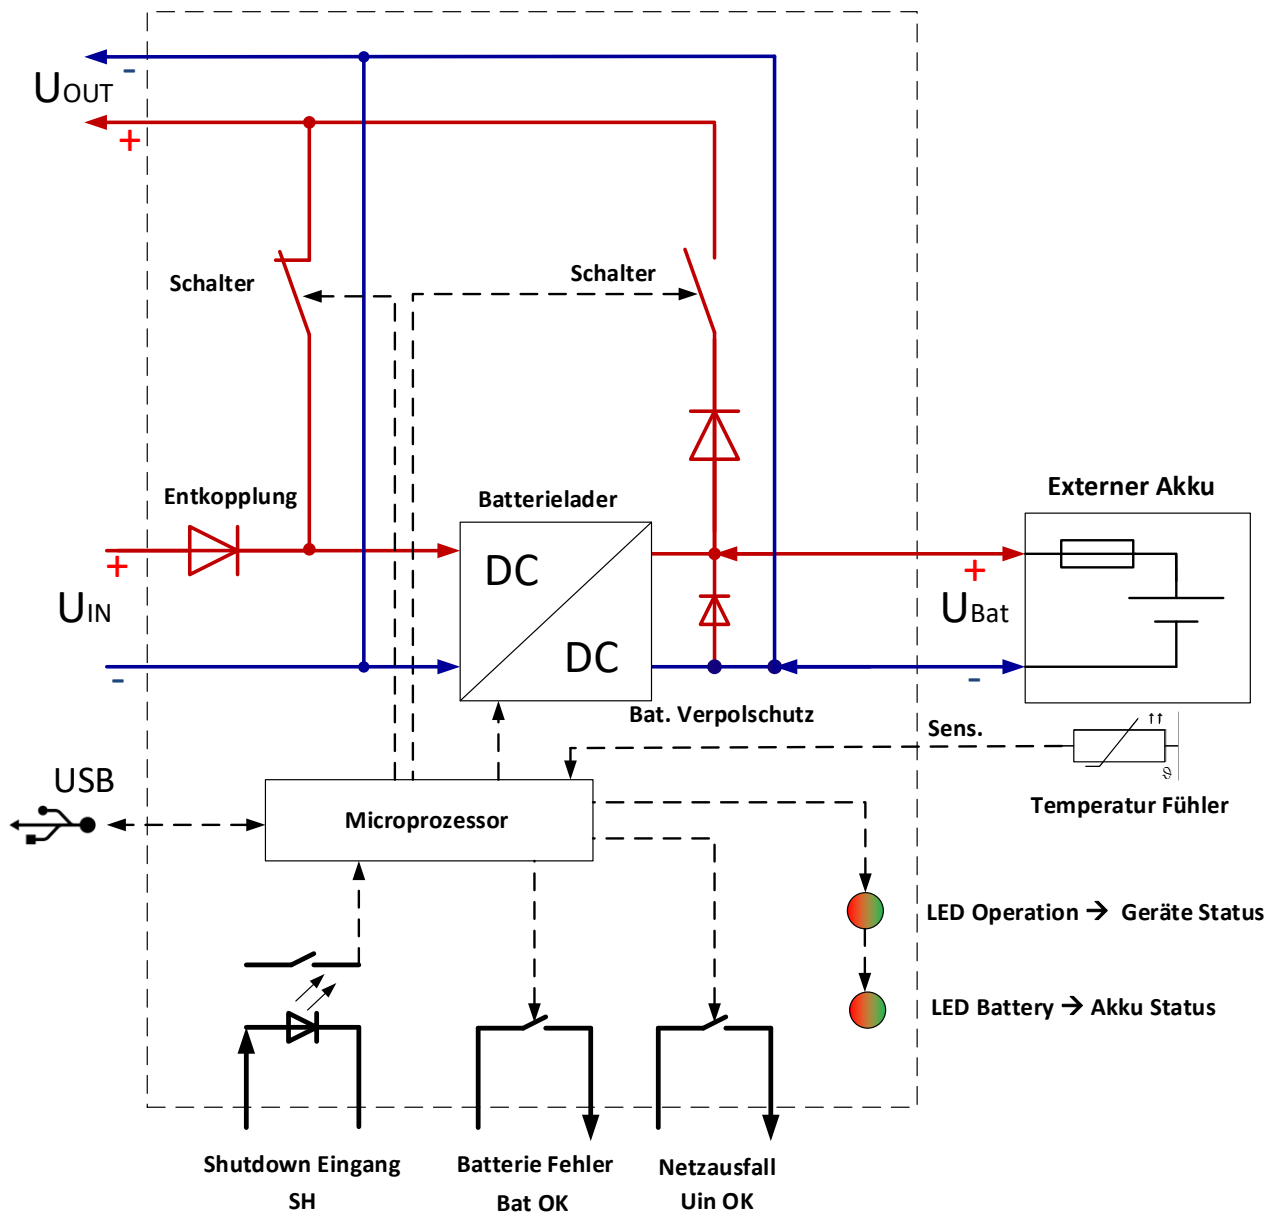 -
UOUT
+
Schalter
Schalter
Entkopplung
Batterielader
Externer Akku
DC
+
+
UIN
UBat
DC
-
-
Bat. Verpolschutz
Sens.
USB
Microprozessor
Temperatur Fühler
ϑ
LED Operation → Geräte Status
LED Battery → Akku Status
Shutdown Eingang
SH
Batterie Fehler
Bat OK
Netzausfall
Uin OK